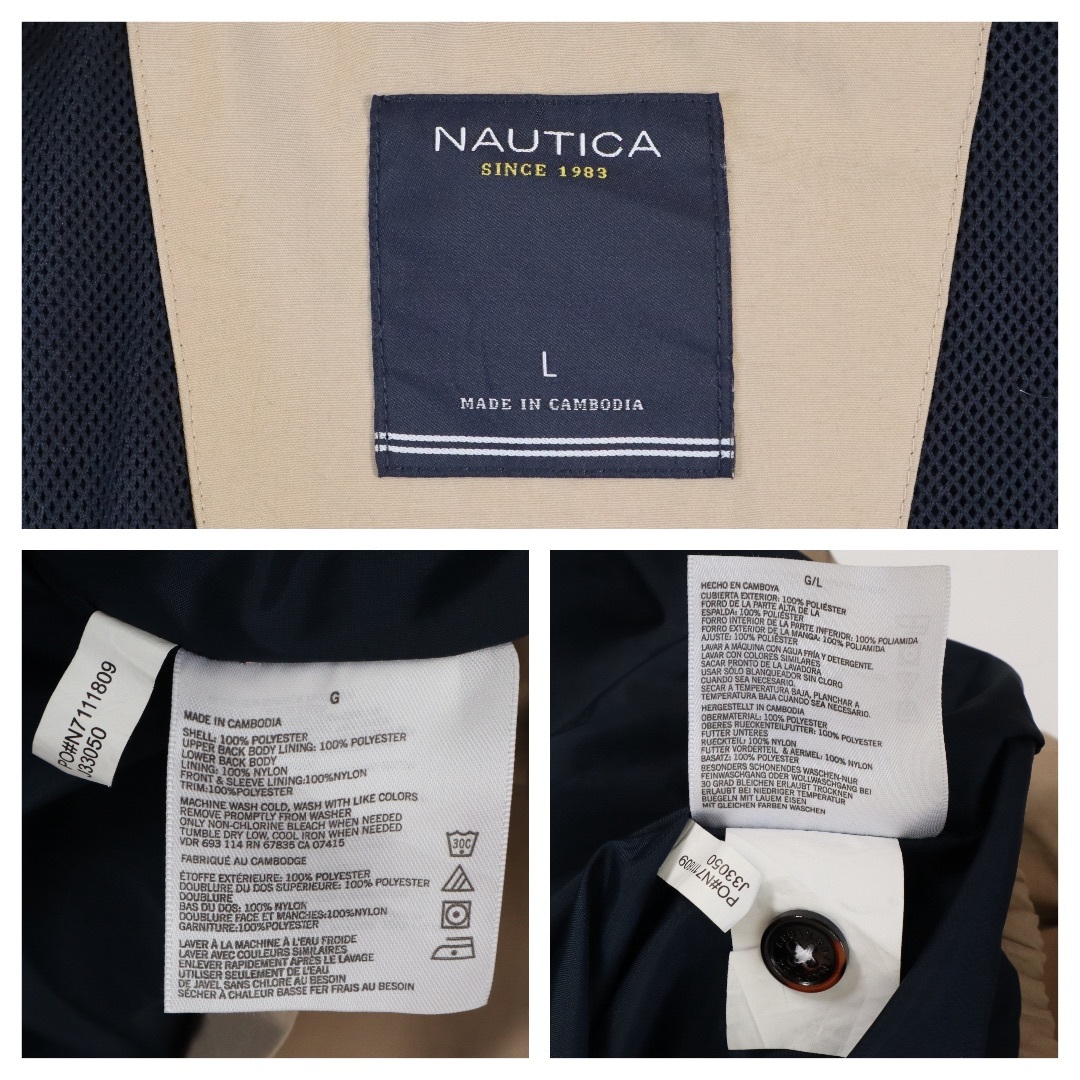 NAUTICA
SINCE 1983
L
MADE IN CAMBODIA
PO#N7111809
J33050
G
MADE IN CAMBODIA
SHELL: 100% POLYESTER
UPPER BACK BODY LINING: 100% POLYESTER
LOWER BACK BODY
LINING: 100% NYLON
FRONT & SLEEVE LINING:100%NYLON
TRIM:100%POLYESTER
MACHINE WASH COLD, WASH WITH LIKE COLORS
REMOVE PROMPTLY FROM WASHER
ONLY NON-CHLORINE BLEACH WHEN NEEDED
TUMBLE DRY LOW, COOL IRON WHEN NEEDED
VDR 693 114 RN 67835 CA 07415
30C
FABRIQUÉ AU CAMBODGE
ÉTOFFE EXTÉRIEURE: 100% POLYESTER
DOUBLURE DU DOS SUPÉRIEURE: 100% POLYESTER
DOUBLURE
BAS DU DOS: 100% NYLON
DOUBLURE FACE ET MANCHES:100%NYLON
GARNITURE:100%POLYESTER
LAVER À LA MACHINE À L'EAU FROIDE
LAVER AVEC COULEURS SIMILAIRES
ENLEVER RAPIDEMENT APRÈS LE LAVAGE
UTILISER SEULEMENT DE L'EAU
DE JAVEL SANS CHLORE AU BESOIN
SÉCHER À CHALEUR BASSE FER FRAIS AU BESOIN
G/L
HECHO EN CAMBOYA
CUBIERTA EXTERIOR: 100% POLIÉSTER
FORRO DE LA PARTE ALTA DE LA
ESPALDA: 100% POLIÉSTER
FORRO INTERIOR DE LA PARTE INFERIOR: 100% POLIAMIDA
FORRO EXTERIOR DE LA MANGA: 100% POLIAMIDA
AJUSTE: 100% POLIÉSTER
LAVAR A MÁQUINA CON AGUA FRÍA Y DETERGENTE.
LAVAR CON COLORES SIMILARES
SACAR PRONTO DE LA LAVADORA
USAR SÓLO BLANQUEADOR SIN CLORO
CUANDO SEA NECESARIO.
SECAR A TEMPERATURA BAJA, PLANCHAR A
TEMPERATURA BAJA CUANDO SEA NECESARIO.
HERGESTELLT IN CAMBODIA
OBERMATERIAL: 100% POLYESTER
OBERES RUECKENTEILFUTTER: 100% POLYESTER
FUTTER UNTERES
RUECKTEIL: 100% NYLON
FUTTER VORDERTEIL & AERMEL: 100% NYLON
BASATZ: 100% POLYESTER
BESONDERS SCHONENDES WASCHEN-NUR
FEINWASCHGANG ODER WOLLWASCHGANG BEI
30 GRAD BLEICHEN ERLAUBT TROCKNEN
ERLAUBT BEI NIEDRIGER TEMPERATUR
BUEGELN MIT LAUEM EISEN
MIT GLEICHEN FARBEN WASCHEN
PO#N7111809
J33050